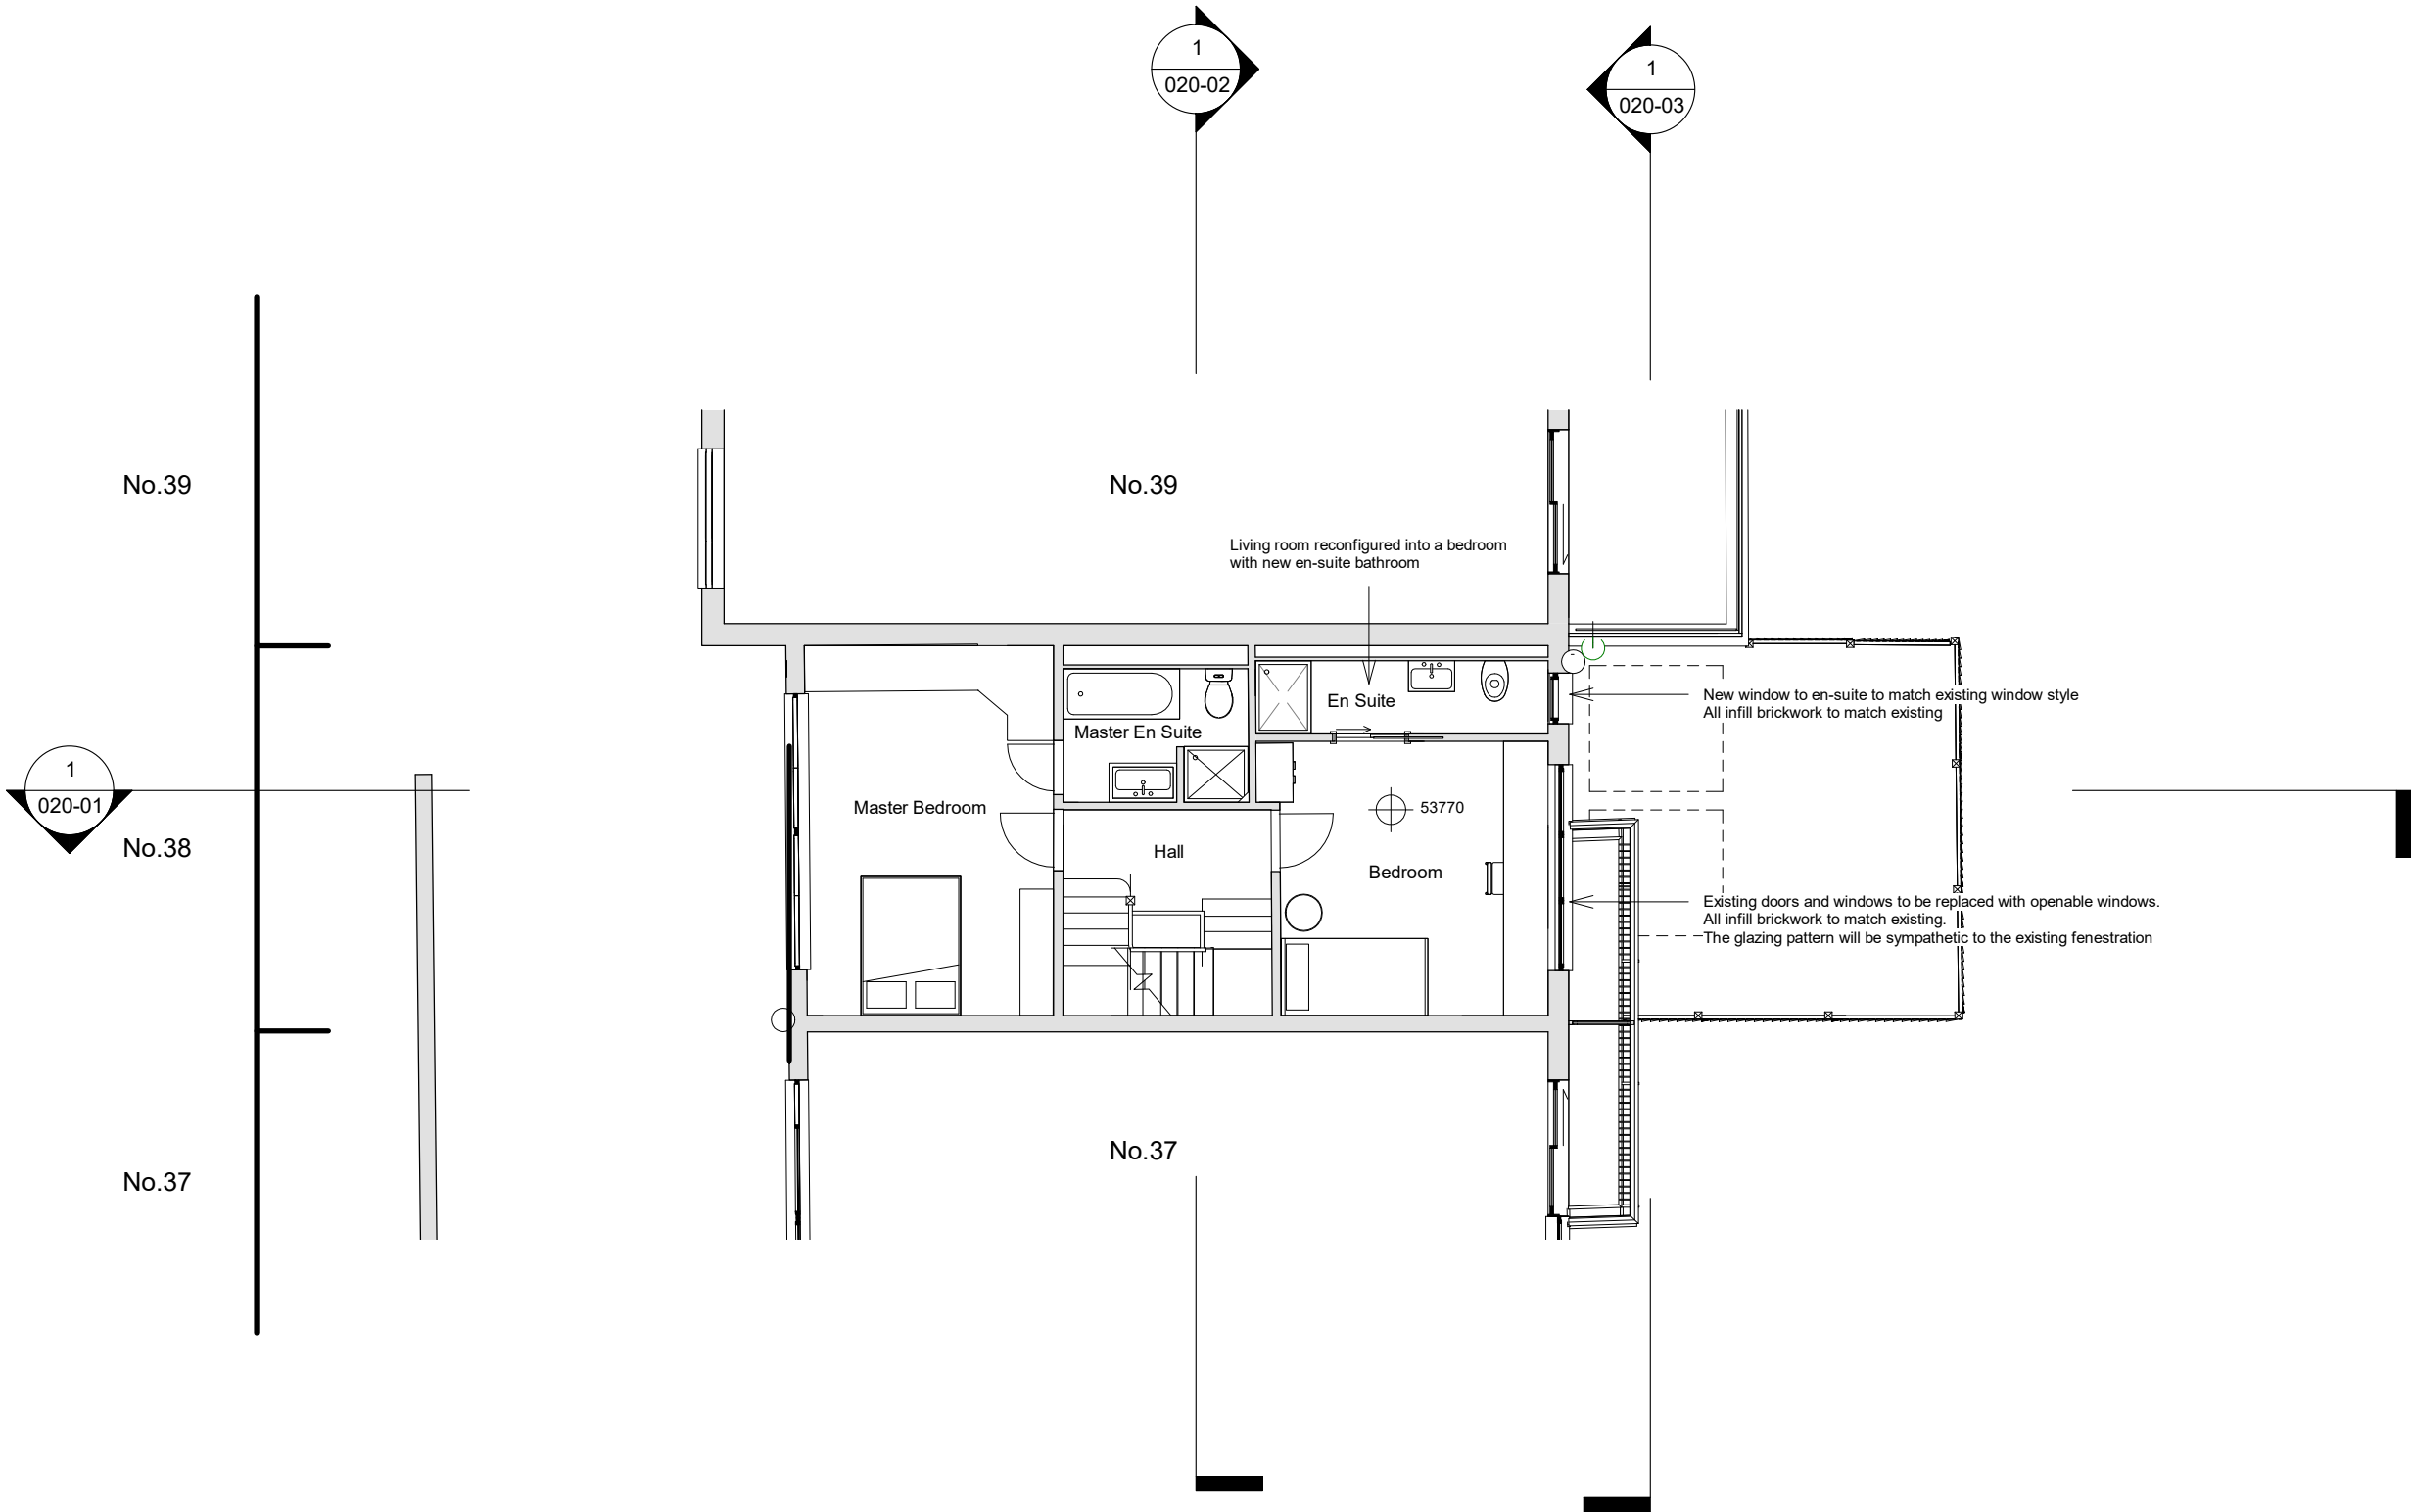 1
020-02
1
020-03
No.39
No.39
Living room reconfigured into a bedroom
with new en-suite bathroom
En Suite
New window to en-suite to match existing window style
All infill brickwork to match existing
Master En Suite
1
020-01
Master Bedroom
53770
No.38
Hall
Bedroom
Existing doors and windows to be replaced with openable windows.
All infill brickwork to match existing.
The glazing pattern will be sympathetic to the existing fenestration
No.37
No.37